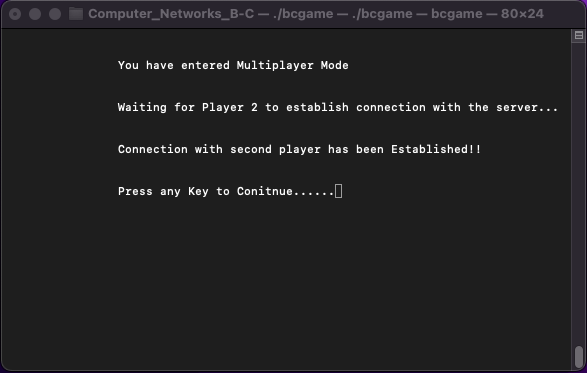 Computer_Networks_B-C — ./bcgame — ./bcgame — bcgame — 80×24
You have entered Multiplayer Mode
Waiting for Player 2 to establish connection with the server...
Connection with second player has been Established!!
Press any Key to Conitnue......